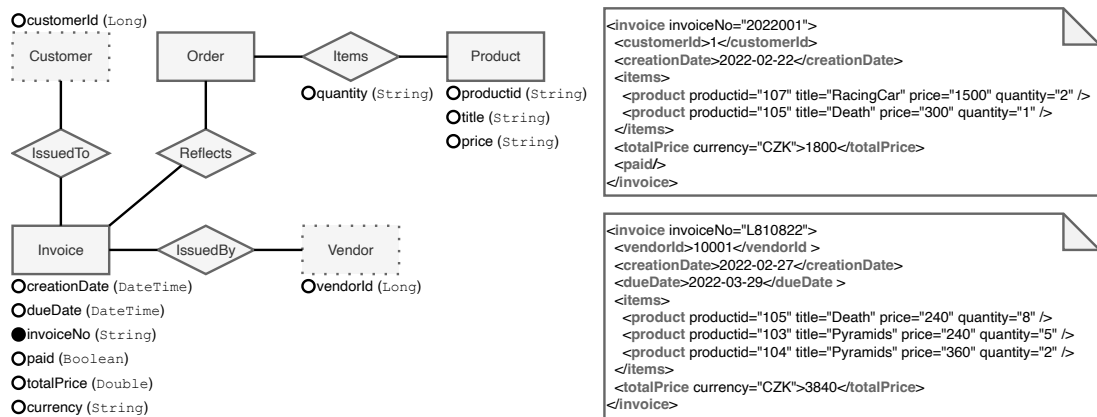 customerId (Long)
Customer
Order
Items
Product
quantity (String)
productid (String)
title (String)
price (String)
IssuedTo
Reflects
Invoice
IssuedBy
Vendor
creationDate (DateTime)
vendorId (Long)
dueDate (DateTime)
invoiceNo (String)
paid (Boolean)
totalPrice (Double)
currency (String)
<invoice invoiceNo="2022001">
<customerId>1</customerId>
<creationDate>2022-02-22</creationDate>
<items>
<product productid="107" title="RacingCar" price="1500" quantity="2" />
<product productid="105" title="Death" price="300" quantity="1" />
</items>
<totalPrice currency="CZK">1800</totalPrice>
<paid/>
</invoice>
<invoice invoiceNo="L810822">
<vendorId>10001</vendorId >
<creationDate>2022-02-27</creationDate>
<dueDate>2022-03-29</dueDate >
<items>
<product productid="105" title="Death" price="240" quantity="8" />
<product productid="103" title="Pyramids" price="240" quantity="5" />
<product productid="104" title="Pyramids" price="360" quantity="2" />
</items>
<totalPrice currency="CZK">3840</totalPrice>
</invoice>